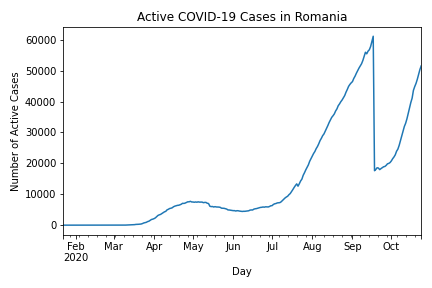 Active COVID-19 Cases in Romania
Number of Active Cases
60000
50000
40000
30000
20000
10000
0
Feb Mar Apr May Jun Jul Aug Sep Oct
2020
Day